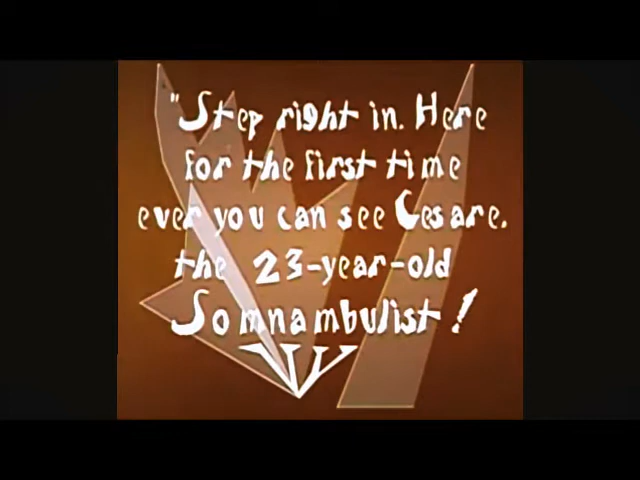 "Step right in. Here
for the first time
ever you can see Cesare.
the 23-year-old
Somnambulist!